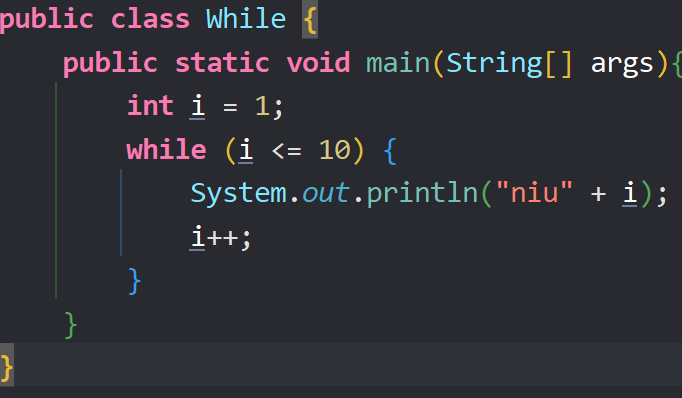 public class While {
    public static void main(String[] args){
        int i = 1;
        while (i <= 10) {
            System.out.println("niu" + i);
            i++;
        }
    }
}